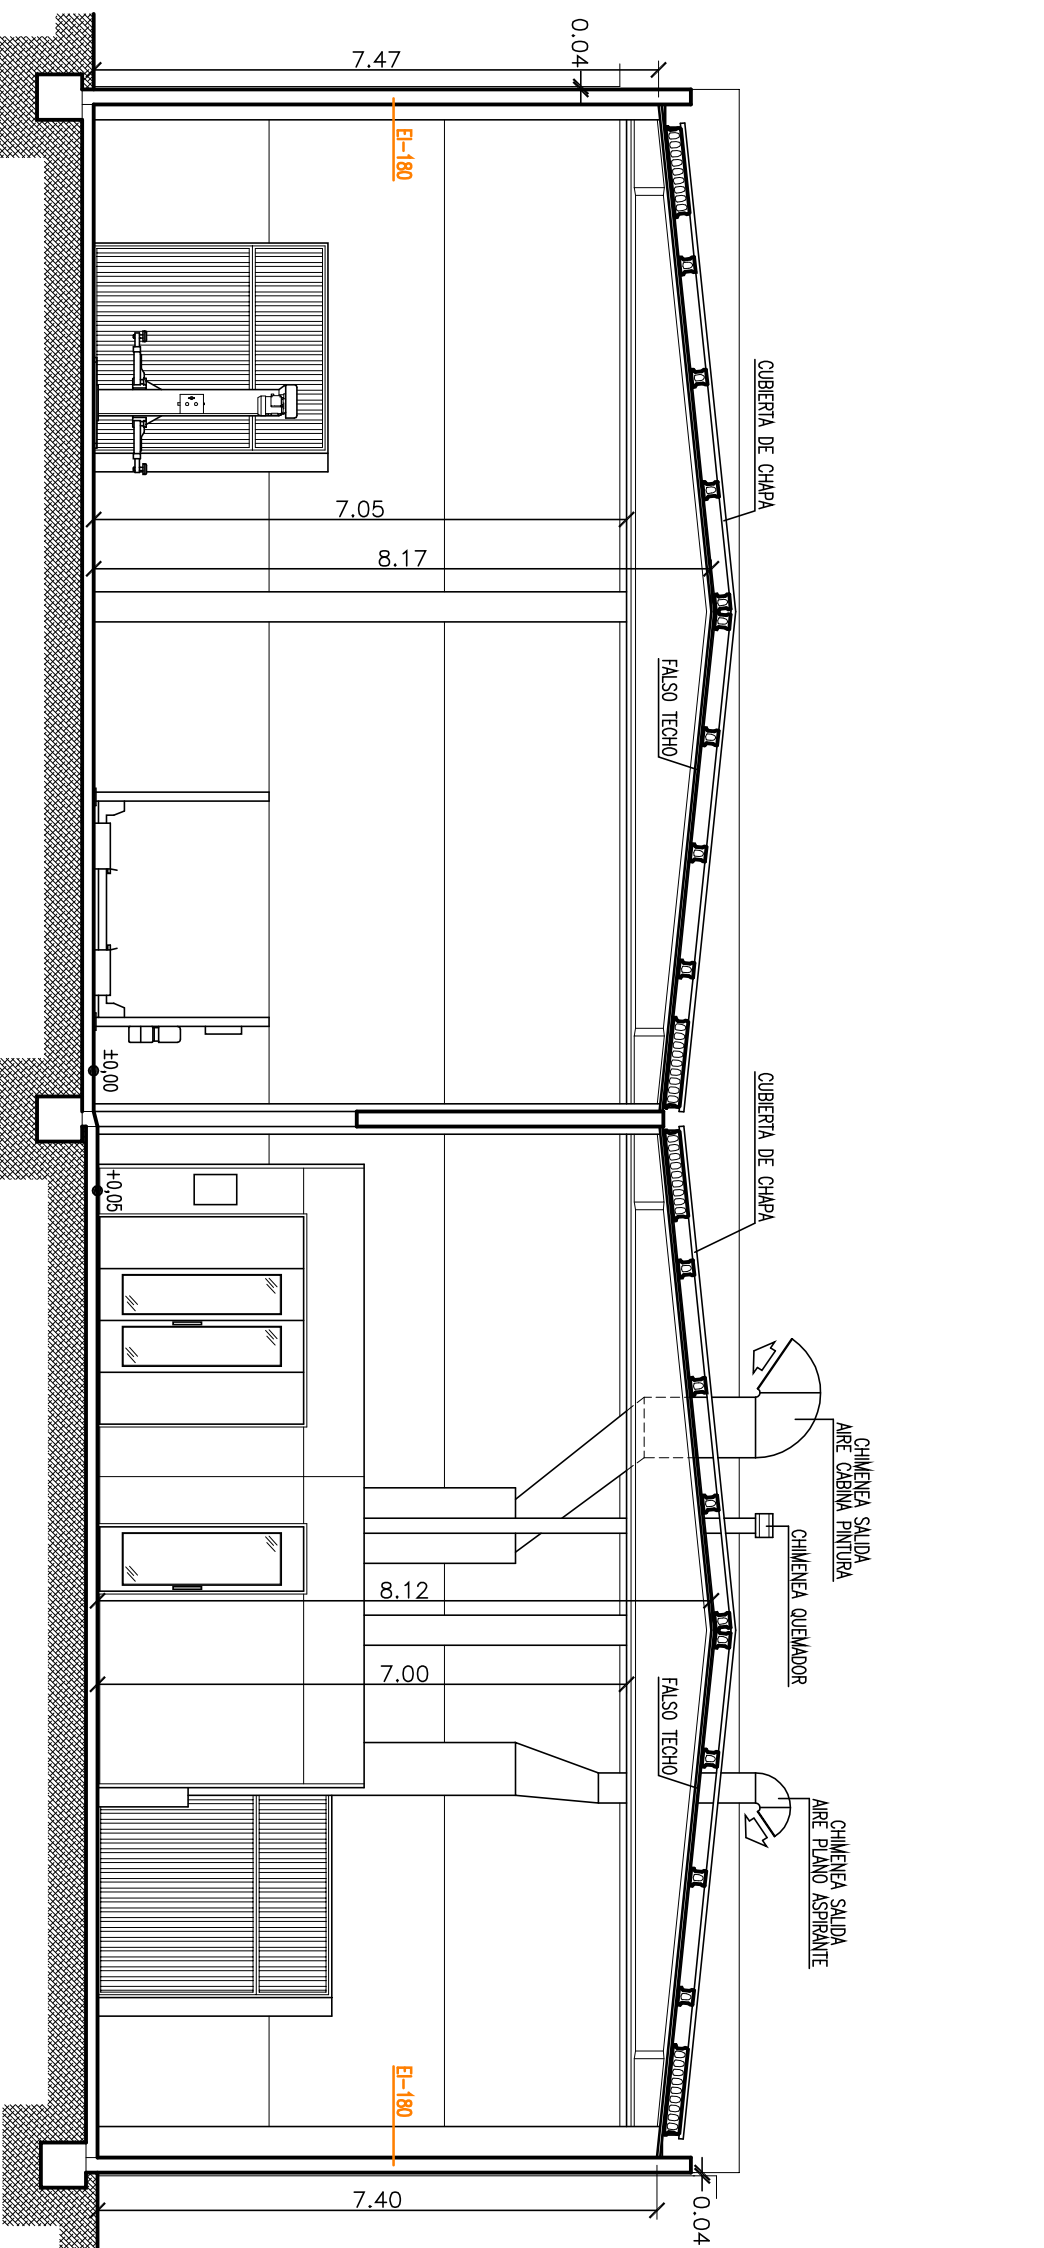 0.04
7.47
EI-180
CUBIERTA DE CHAPA
7.05
8.17
FALSO TECHO
±0,00
CUBIERTA DE CHAPA
+0,05
CHIMENEA SALIDA
AIRE CABINA PINTURA
CHIMENEA QUEMADOR
8.12
7.00
FALSO TECHO
CHIMENEA SALIDA
AIRE PLANO ASPIRANTE
EI-180
7.40
0.04